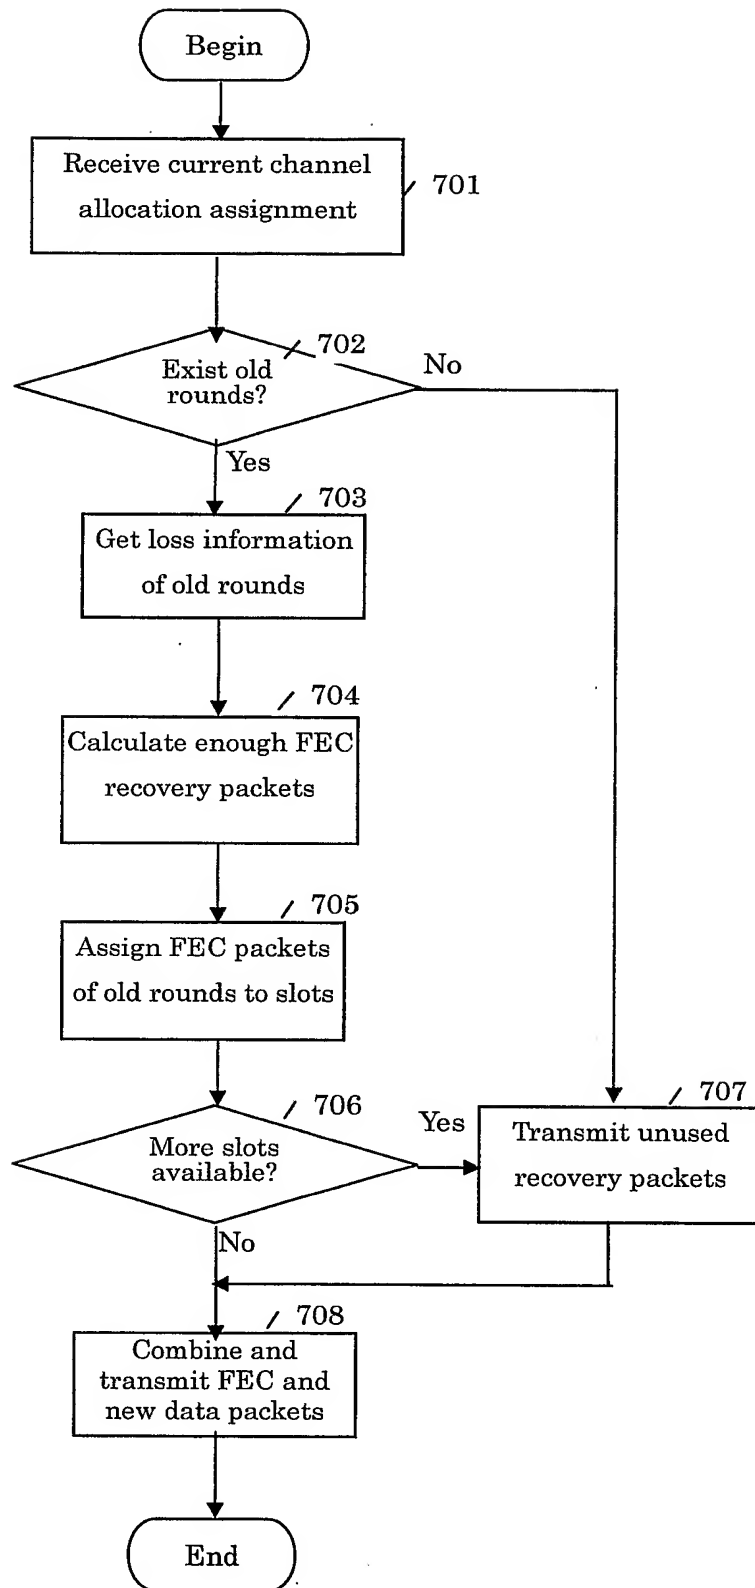 Begin
Receive current channel
allocation assignment
701
702
Exist old
rounds?
No
Yes
703
Get loss information
of old rounds
704
Calculate enough FEC
recovery packets
705
Assign FEC packets
of old rounds to slots
706
More slots
available?
Yes
707
Transmit unused
recovery packets
No
708
Combine and
transmit FEC and
new data packets
End